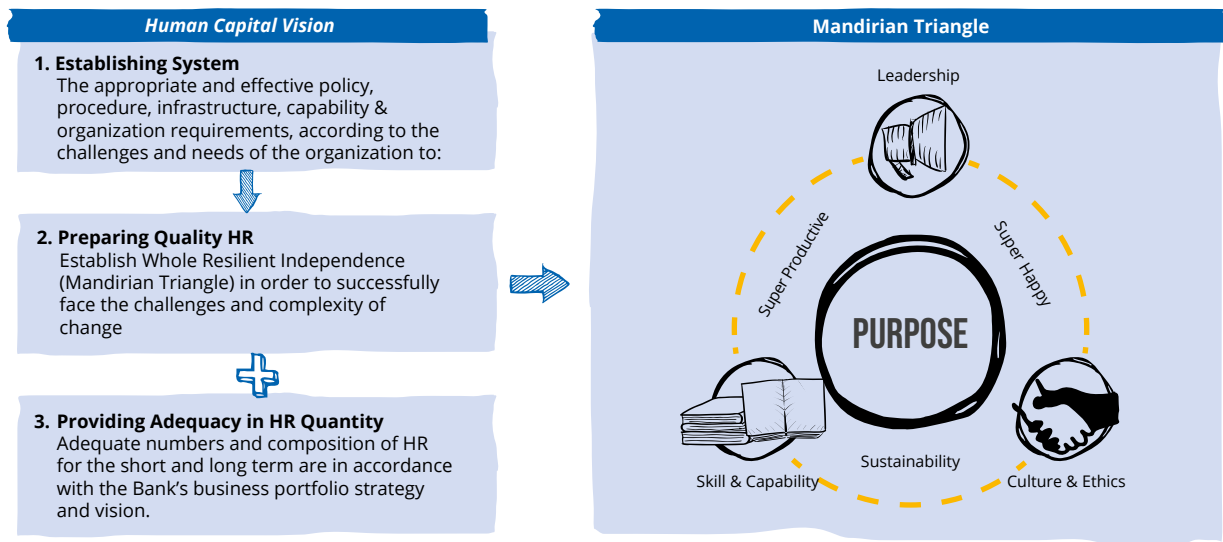 Human Capital Vision
1. Establishing System
The appropriate and effective policy,
procedure, infrastructure, capability &
organization requirements, according to the
challenges and needs of the organization to:
2. Preparing Quality HR
Establish Whole Resilient Independence
(Mandirian Triangle) in order to successfully
face the challenges and complexity of
change
3. Providing Adequacy in HR Quantity
Adequate numbers and composition of HR
for the short and long term are in accordance
with the Bank's business portfolio strategy
and vision.
Mandirian Triangle
Leadership
Super Productive
Super Happy
PURPOSE
Sustainability
Skill & Capability
Culture & Ethics